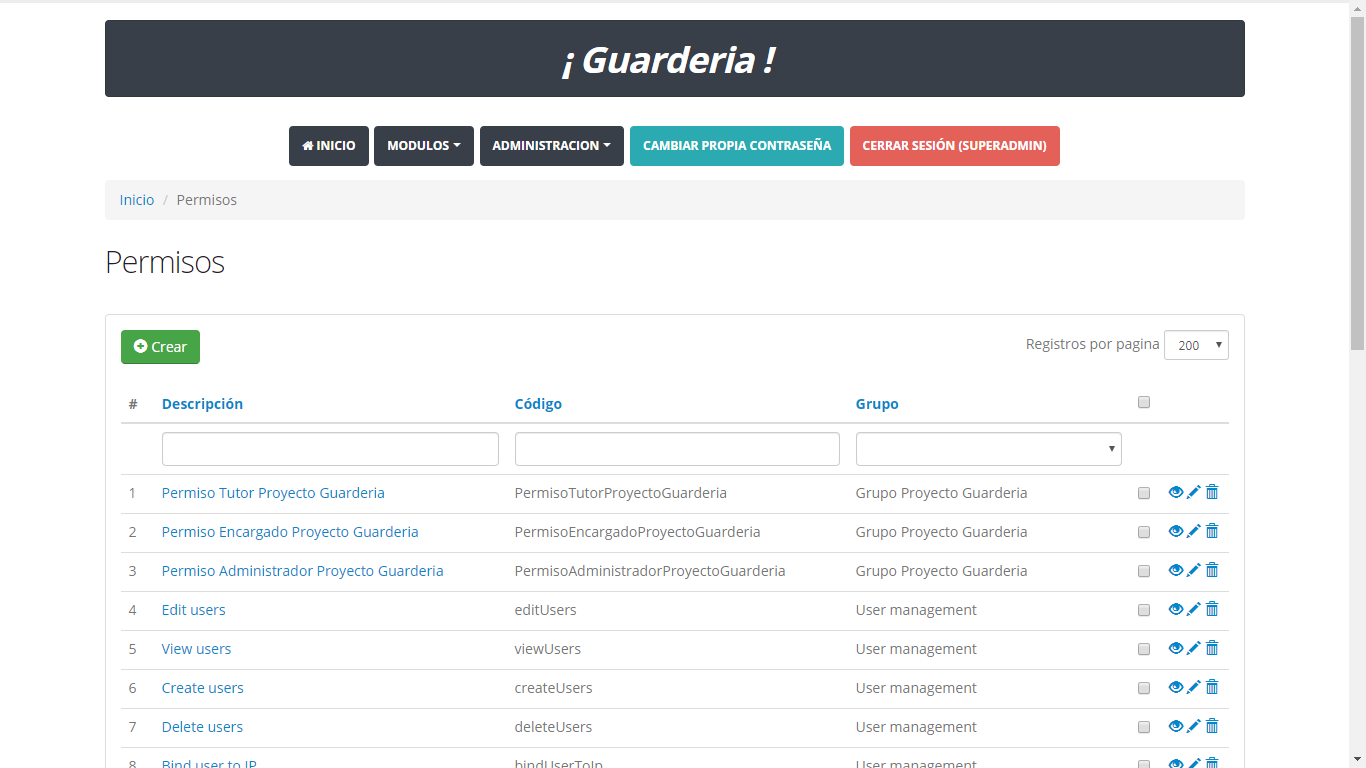 ¡ Guarderia !
INICIO MODULOS ADMINISTRACION CAMBIAR PROPIA CONTRASEÑA CERRAR SESIÓN (SUPERADMIN)
Inicio / Permisos
Permisos
Crear Registros por pagina 200
# Descripción Código Grupo
1 Permiso Tutor Proyecto Guarderia PermisoTutorProyectoGuarderia Grupo Proyecto Guarderia
2 Permiso Encargado Proyecto Guarderia PermisoEncargadoProyectoGuarderia Grupo Proyecto Guarderia
3 Permiso Administrador Proyecto Guarderia PermisoAdministradorProyectoGuarderia Grupo Proyecto Guarderia
4 Edit users editUsers User management
5 View users viewUsers User management
6 Create users createUsers User management
7 Delete users deleteUsers User management
8 Bind user to IP bindUserToIp User management